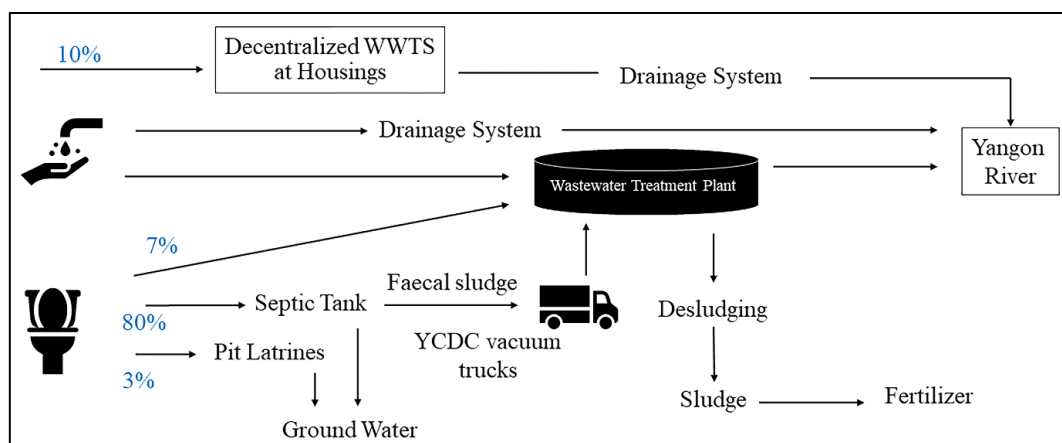 10%
Decentralized WWTS
at Housings
Drainage System
Drainage System
Yangon
River
Wastewater Treatment Plant
7%
Faecal sludge
Septic Tank
80%
YCDC vacuum
trucks
Desludging
Pit Latrines
3%
Sludge
Fertilizer
Ground Water